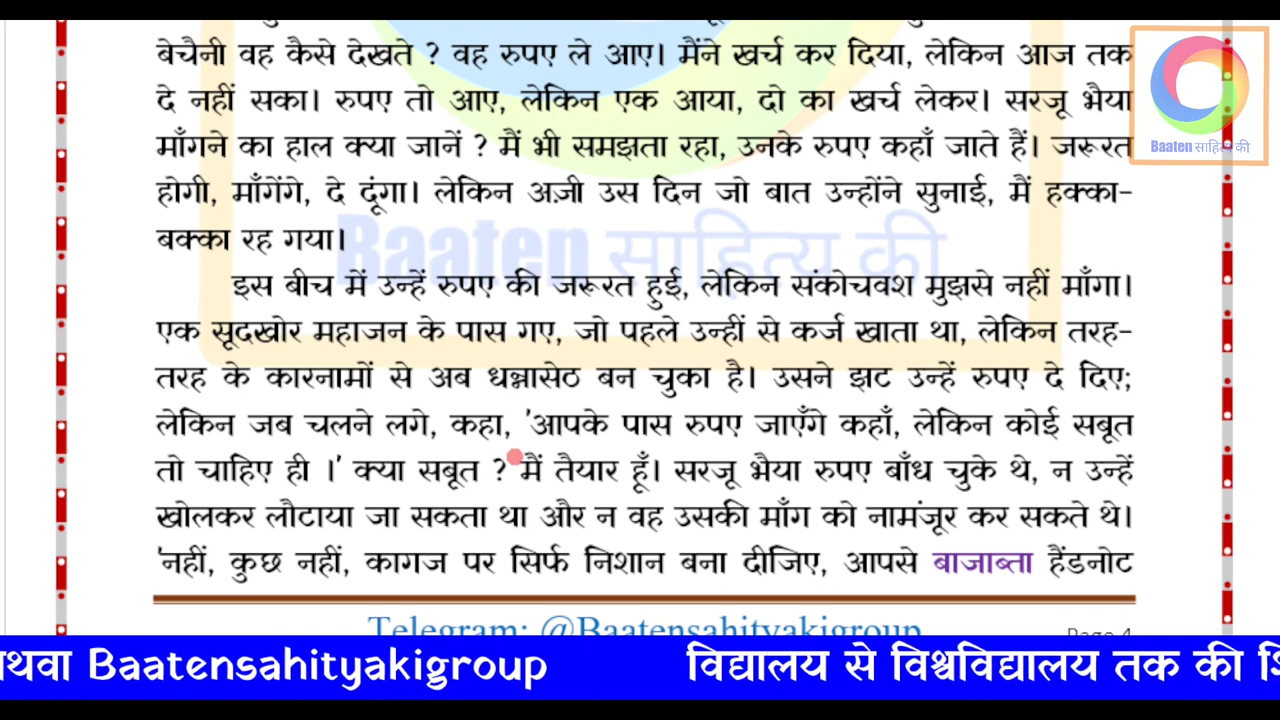 बेचैनी वह कैसे देखते ? वह रुपए ले आए। मैंने खर्च कर दिया, लेकिन आज तक
दे नहीं सका। रुपए तो आए, लेकिन एक आया, दो का खर्च लेकर। सरजू भैया
माँगने का हाल क्या जानें ? मैं भी समझता रहा, उनके रुपए कहाँ जाते हैं। जरूरत
होगी, माँगेंगे, दे दूंगा। लेकिन अज़ी उस दिन जो बात उन्होंने सुनाई, मैं हक्का-
बक्का रह गया।
इस बीच में उन्हें रुपए की जरूरत हुई, लेकिन संकोचवश मुझसे नहीं माँगा।
एक सूदखोर महाजन के पास गए, जो पहले उन्हीं से कर्ज खाता था, लेकिन तरह-
तरह के कारनामों से अब धन्नासेठ बन चुका है। उसने झट उन्हें रुपए दे दिए;
लेकिन जब चलने लगे, कहा, 'आपके पास रुपए जाएँगे कहाँ, लेकिन कोई सबूत
तो चाहिए ही ।' क्या सबूत ? मैं तैयार हूँ। सरजू भैया रुपए बाँध चुके थे, न उन्हें
खोलकर लौटाया जा सकता था और न वह उसकी माँग को नामंजूर कर सकते थे।
'नहीं, कुछ नहीं, कागज पर सिर्फ निशान बना दीजिए, आपसे बाजाब्ता हैंडनोट
Baaten साहित्य की
Baaten साहित्य की
Telegram: @Baatensahityakigroup
Page 4
अथवा Baatensahityakigroup विद्यालय से विश्वविद्यालय तक की